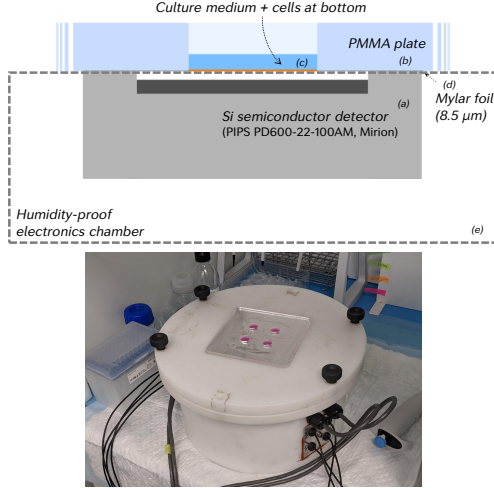 Culture medium + cells at bottom
PMMA plate
(c)
(b)
(d)
(a)
Mylar foil
(8.5 µm)
Si semiconductor detector
(PIPS PD600-22-100AM, Mirion)
Humidity-proof
electronics chamber
(e)